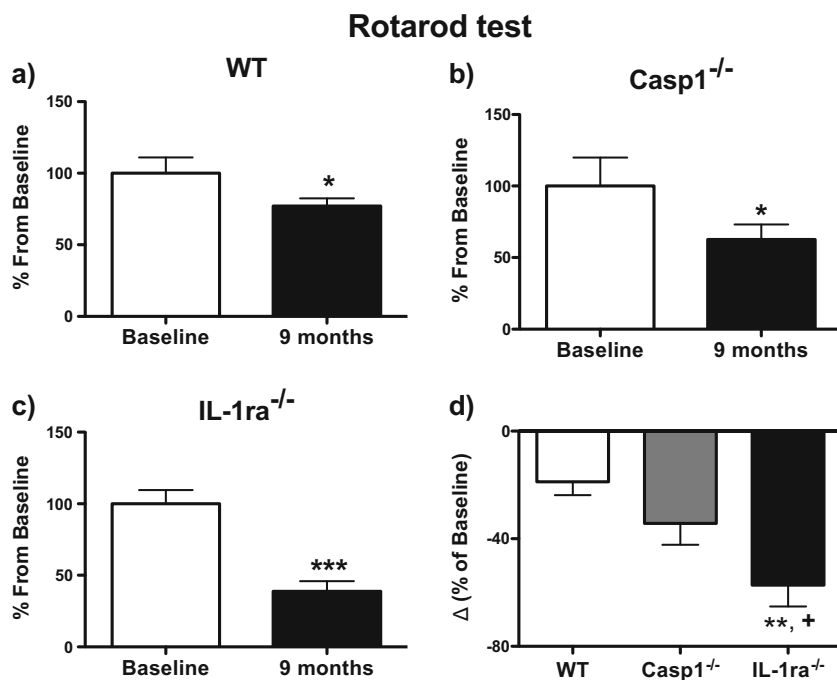 Rotarod test
a)
WT
% From Baseline
150
100
50
0
*
Baseline 9 months
b)
Casp1-/-
% From Baseline
150
100
50
0
*
Baseline 9 months
c)
IL-1ra-/-
% From Baseline
150
100
50
0
***
Baseline 9 months
d)
Δ (% of Baseline)
0
-40
-80
**, +
WT Casp1-/- IL-1ra-/-